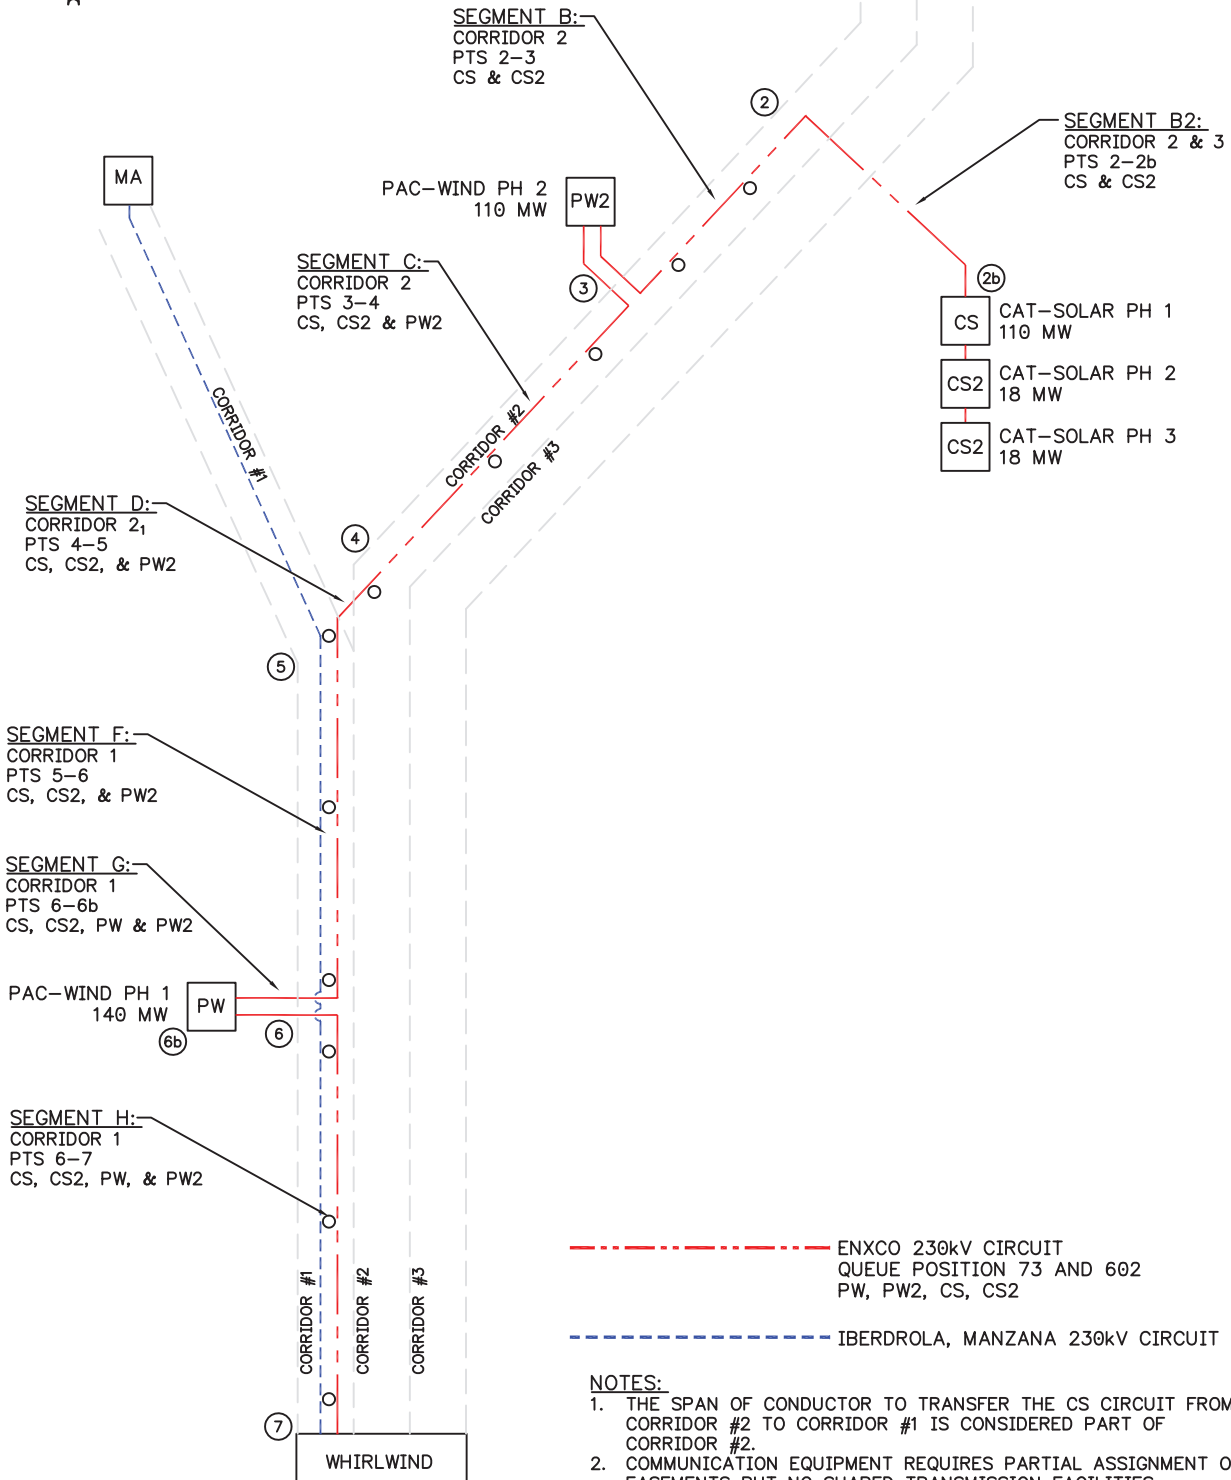 SEGMENT B:
CORRIDOR 2
PTS 2-3
CS & CS2
2
SEGMENT B2:
CORRIDOR 2 & 3
PTS 2-2b
CS & CS2
MA
PAC-WIND PH 2
110 MW
PW2
SEGMENT C:
CORRIDOR 2
PTS 3-4
CS, CS2 & PW2
3
2b
CS
CAT-SOLAR PH 1
110 MW
CS2
CAT-SOLAR PH 2
18 MW
CS2
CAT-SOLAR PH 3
18 MW
CORRIDOR #1
CORRIDOR #2
CORRIDOR #3
SEGMENT D:
CORRIDOR 2₁
PTS 4-5
CS, CS2, & PW2
4
5
SEGMENT F:
CORRIDOR 1
PTS 5-6
CS, CS2, & PW2
SEGMENT G:
CORRIDOR 1
PTS 6-6b
CS, CS2, PW & PW2
PAC-WIND PH 1
140 MW
PW
6b
6
SEGMENT H:
CORRIDOR 1
PTS 6-7
CS, CS2, PW, & PW2
CORRIDOR #1
CORRIDOR #2
CORRIDOR #3
7
WHIRLWIND
ENXCO 230kV CIRCUIT
QUEUE POSITION 73 AND 602
PW, PW2, CS, CS2
IBERDROLA, MANZANA 230kV CIRCUIT
NOTES:
1. THE SPAN OF CONDUCTOR TO TRANSFER THE CS CIRCUIT FROM
CORRIDOR #2 TO CORRIDOR #1 IS CONSIDERED PART OF
CORRIDOR #2.
2. COMMUNICATION EQUIPMENT REQUIRES PARTIAL ASSIGNMENT O
EASEMENTS BUT NO SHARED TRANSMISSION FACILITIES